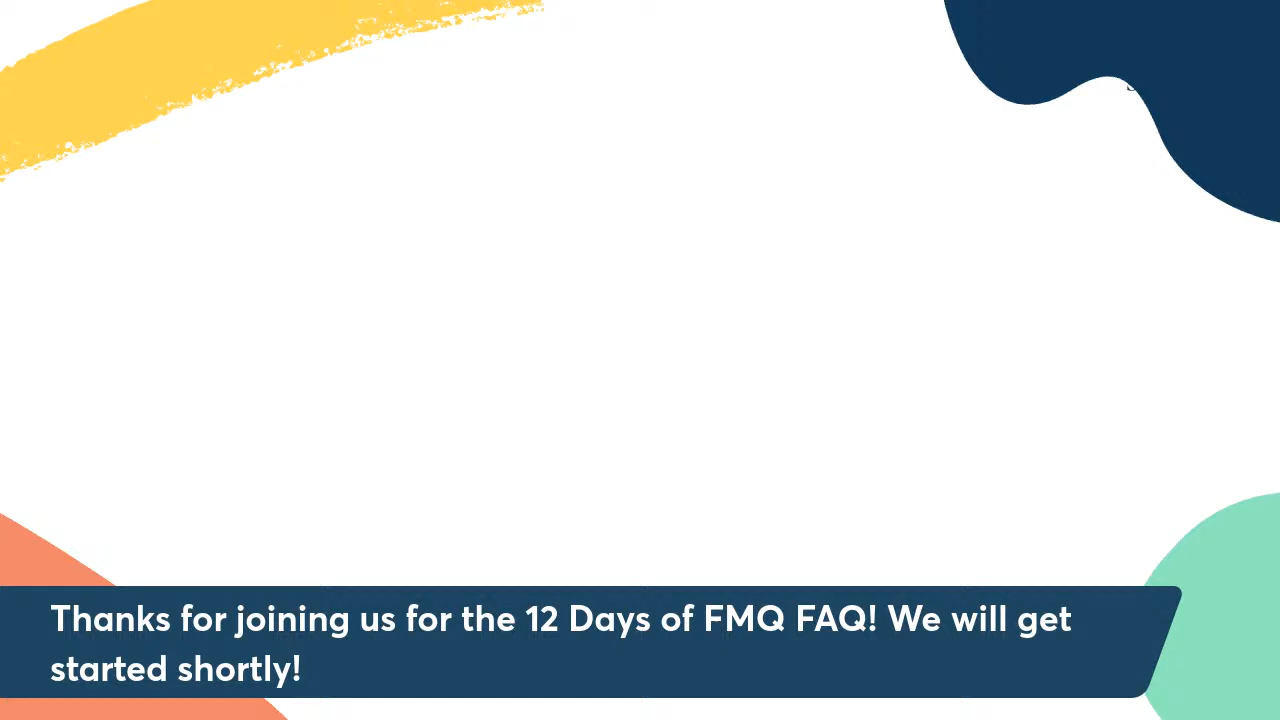 Thanks for joining us for the 12 Days of FMQ FAQ! We will get
started shortly!